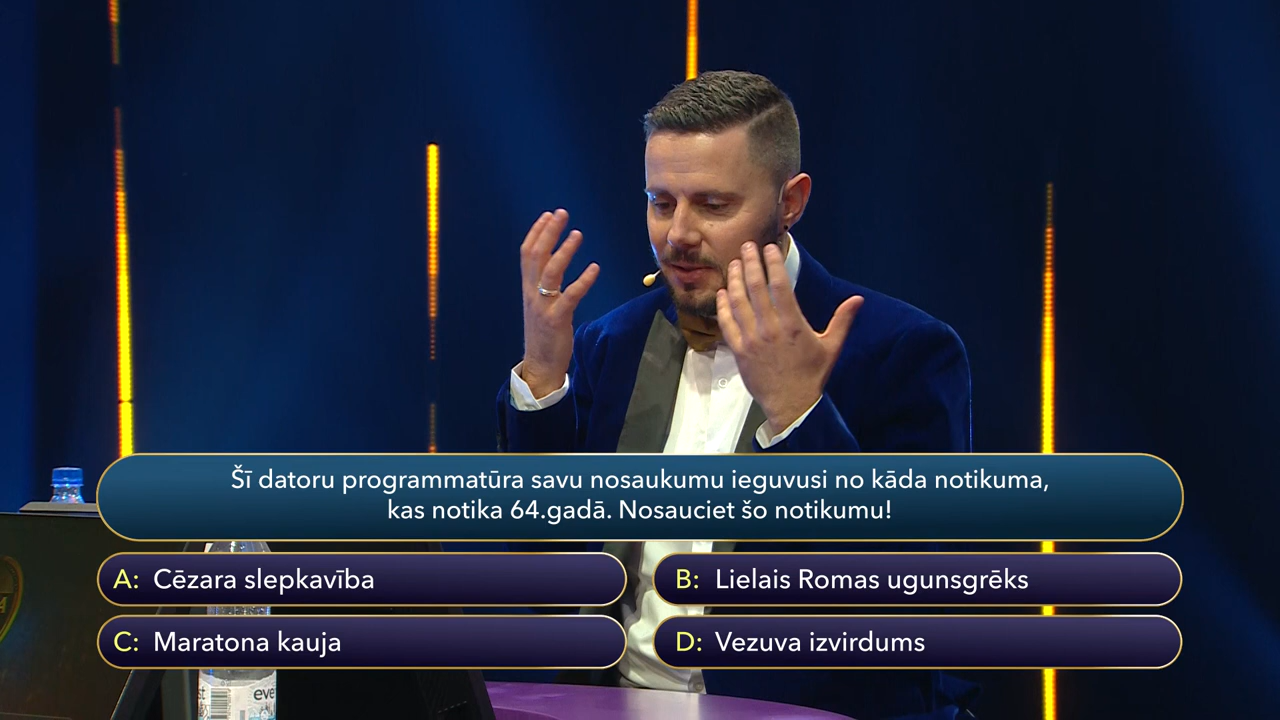 Šī datoru programmatūra savu nosaukumu ieguvusi no kāda notikuma,
kas notika 64.gadā. Nosauciet šo notikumu!
A: Cēzara slepkavība
B: Lielais Romas ugunsgrēks
C: Maratona kauja
D: Vezuva izvirdums